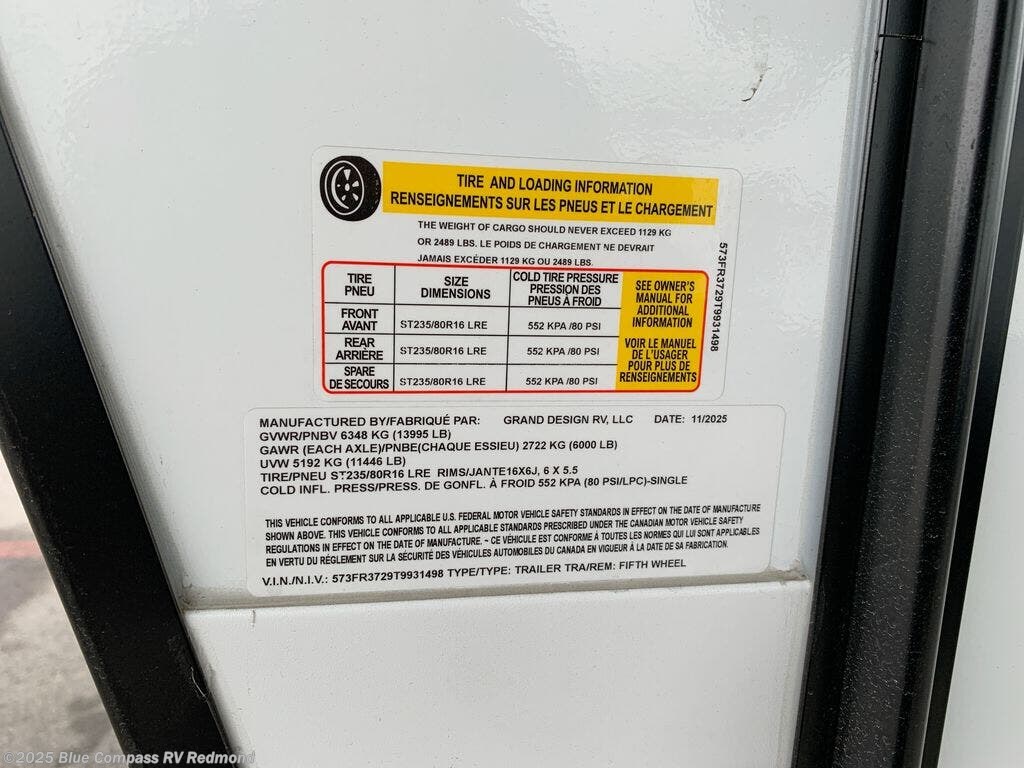 TIRE AND LOADING INFORMATION
RENSEIGNEMENTS SUR LES PNEUS ET LE CHARGEMENT
THE WEIGHT OF CARGO SHOULD NEVER EXCEED 1129 KG
OR 2489 LBS. LE POIDS DE CHARGEMENT NE DEVRAIT
JAMAIS EXCÉDER 1129 KG OU 2489 LBS.
TIRE
PNEU
SIZE
DIMENSIONS
COLD TIRE PRESSURE
PRESSION DES
PNEUS À FROID
FRONT
AVANT
ST235/80R16 LRE
552 KPA /80 PSI
REAR
ARRIÈRE
ST235/80R16 LRE
552 KPA /80 PSI
SPARE
DE SECOURS
ST235/80R16 LRE
552 KPA /80 PSI
SEE OWNER'S
MANUAL FOR
ADDITIONAL
INFORMATION
VOIR LE MANUEL
DE L'USAGER
POUR PLUS DE
RENSEIGNEMENTS
573FR3729T9931498
MANUFACTURED BY/FABRIQUÉ PAR: GRAND DESIGN RV, LLC DATE: 11/2025
GVWR/PNBV 6348 KG (13995 LB)
GAWR (EACH AXLE)/PNBE(CHAQUE ESSIEU) 2722 KG (6000 LB)
UVW 5192 KG (11446 LB)
TIRE/PNEU ST235/80R16 LRE RIMS/JANTE16X6J, 6 X 5.5
COLD INFL. PRESS/PRESS. DE GONFL. À FROID 552 KPA (80 PSI/LPC)-SINGLE
THIS VEHICLE CONFORMS TO ALL APPLICABLE U.S. FEDERAL MOTOR VEHICLE SAFETY STANDARDS IN EFFECT ON THE DATE OF MANUFACTURE
SHOWN ABOVE. THIS VEHICLE CONFORMS TO ALL APPLICABLE STANDARDS PRESCRIBED UNDER THE CANADIAN MOTOR VEHICLE SAFETY
REGULATIONS IN EFFECT ON THE DATE OF MANUFACTURE. - CE VÉHICULE EST CONFORME À TOUTES LES NORMES QUI LUI SONT APPLICABLES
EN VERTU DU RÉGLEMENT SUR LA SÉCURITÉ DES VÉHICULES AUTOMOBILES DU CANADA EN VIGUEUR À LA DATE DE SA FABRICATION.
V.I.N./N.I.V.: 573FR3729T9931498 TYPE/TYPE: TRAILER TRA/REM: FIFTH WHEEL
©2025 Blue Compass RV Redmond